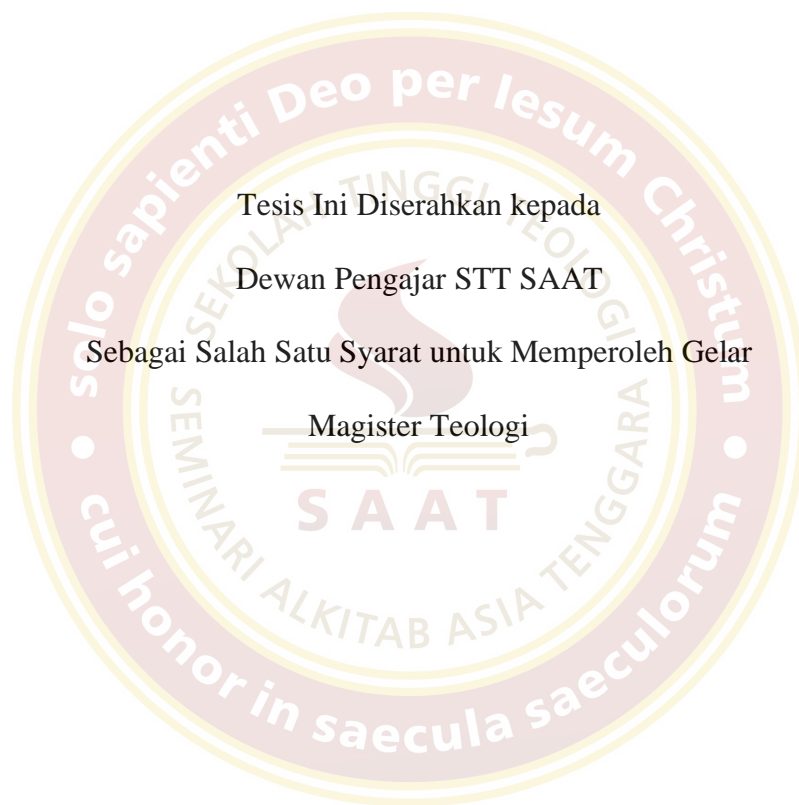 solo sapienti Deo per Iesum Christum
SEKOLAH TINGGI TEOLOGI
Tesis Ini Diserahkan kepada
Dewan Pengajar STT SAAT
Sebagai Salah Satu Syarat untuk Memperoleh Gelar
Magister Teologi
SAAT
SEMINARI ALKITAB ASIA TENGGARA
cui honor in saecula saeculorum